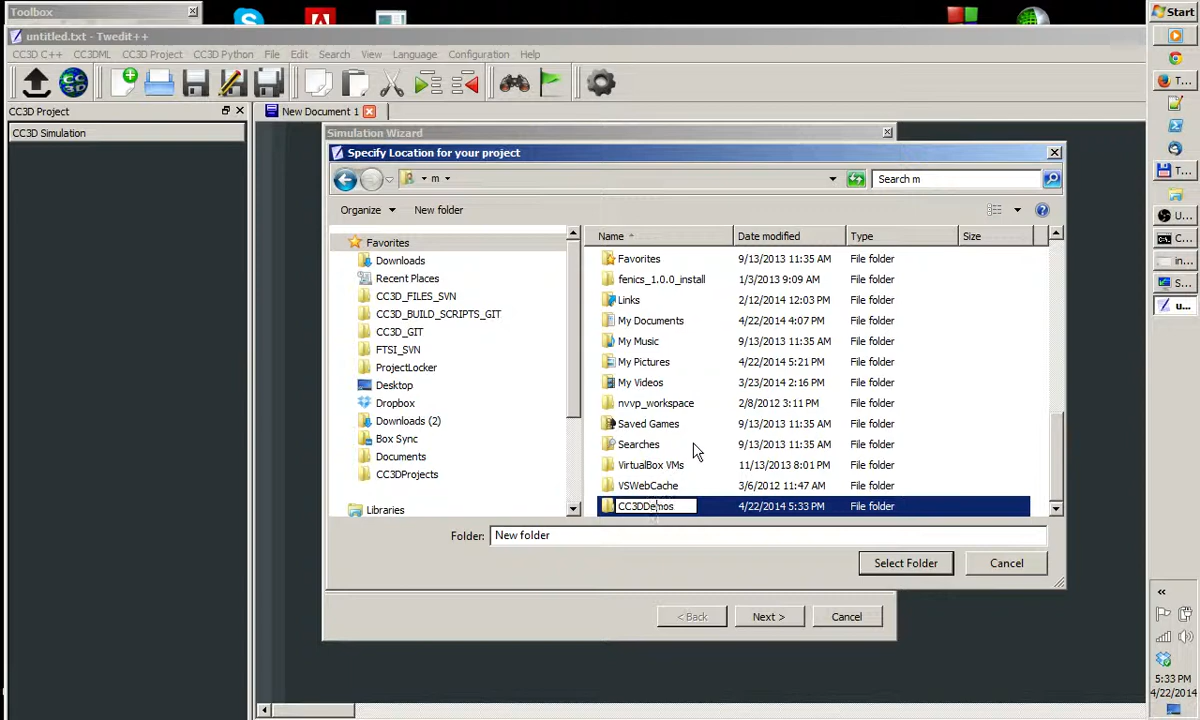 Toolbox
Start
untitled.txt - Twedit++
CC3D C++ CC3DML CC3D Project CC3D Python File Edit Search View Language Configuration Help
CC3D Project
New Document 1
CC3D Simulation
Simulation Wizard
Specify Location for your project
m
Search m
Organize New folder
Favorites
Downloads
Recent Places
CC3D_FILES_SVN
CC3D_BUILD_SCRIPTS_GIT
CC3D_GIT
FTSI_SVN
ProjectLocker
Desktop
Dropbox
Downloads (2)
Box Sync
Documents
CC3DProjects
Libraries
Name Date modified Type Size
Favorites 9/13/2013 11:35 AM File folder
fenics_1.0.0_install 1/3/2013 9:09 AM File folder
Links 2/12/2014 12:03 PM File folder
My Documents 4/22/2014 4:07 PM File folder
My Music 9/13/2013 11:35 AM File folder
My Pictures 4/22/2014 5:21 PM File folder
My Videos 3/23/2014 2:16 PM File folder
nvvp_workspace 2/8/2012 3:11 PM File folder
Saved Games 9/13/2013 11:35 AM File folder
Searches 9/13/2013 11:35 AM File folder
VirtualBox VMs 11/13/2013 8:01 PM File folder
VSWebCache 3/6/2012 11:47 AM File folder
CC3DDemos 4/22/2014 5:33 PM File folder
Folder: New folder
Select Folder Cancel
< Back Next > Cancel
T...
T...
U...
C...
in...
S...
u...
5:33 PM
4/22/2014